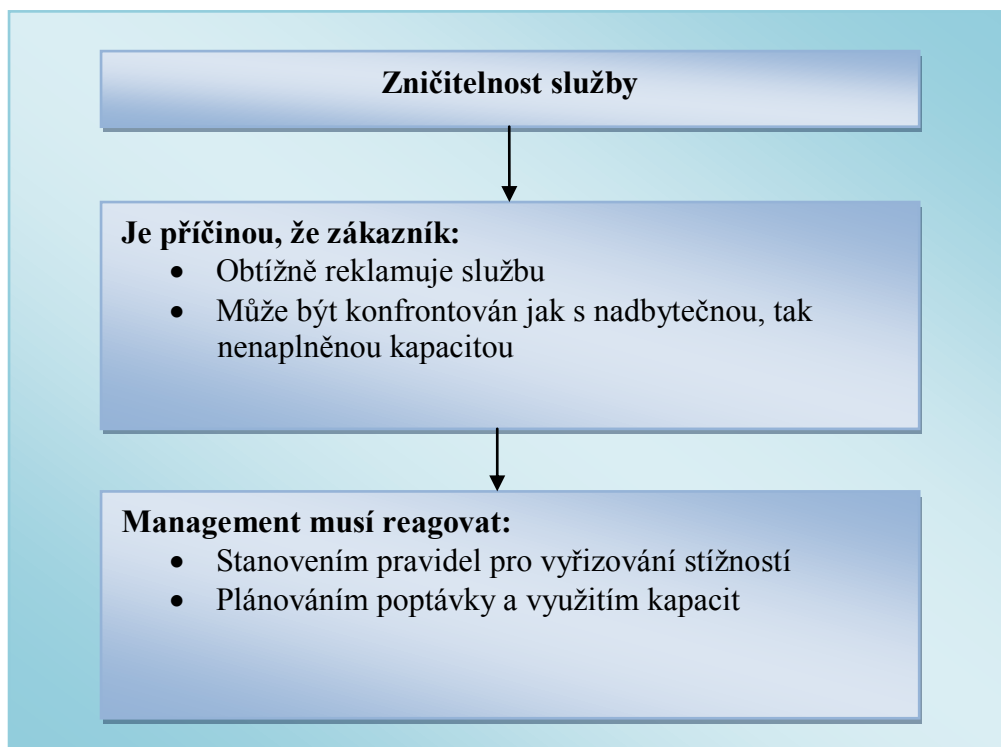 Zničitelnost služby
Je příčinou, že zákazník:
• Obtížně reklamuje službu
• Může být konfrontován jak s nadbytečnou, tak
nenaplněnou kapacitou
Management musí reagovat:
• Stanovením pravidel pro vyřizování stížností
• Plánováním poptávky a využitím kapacit